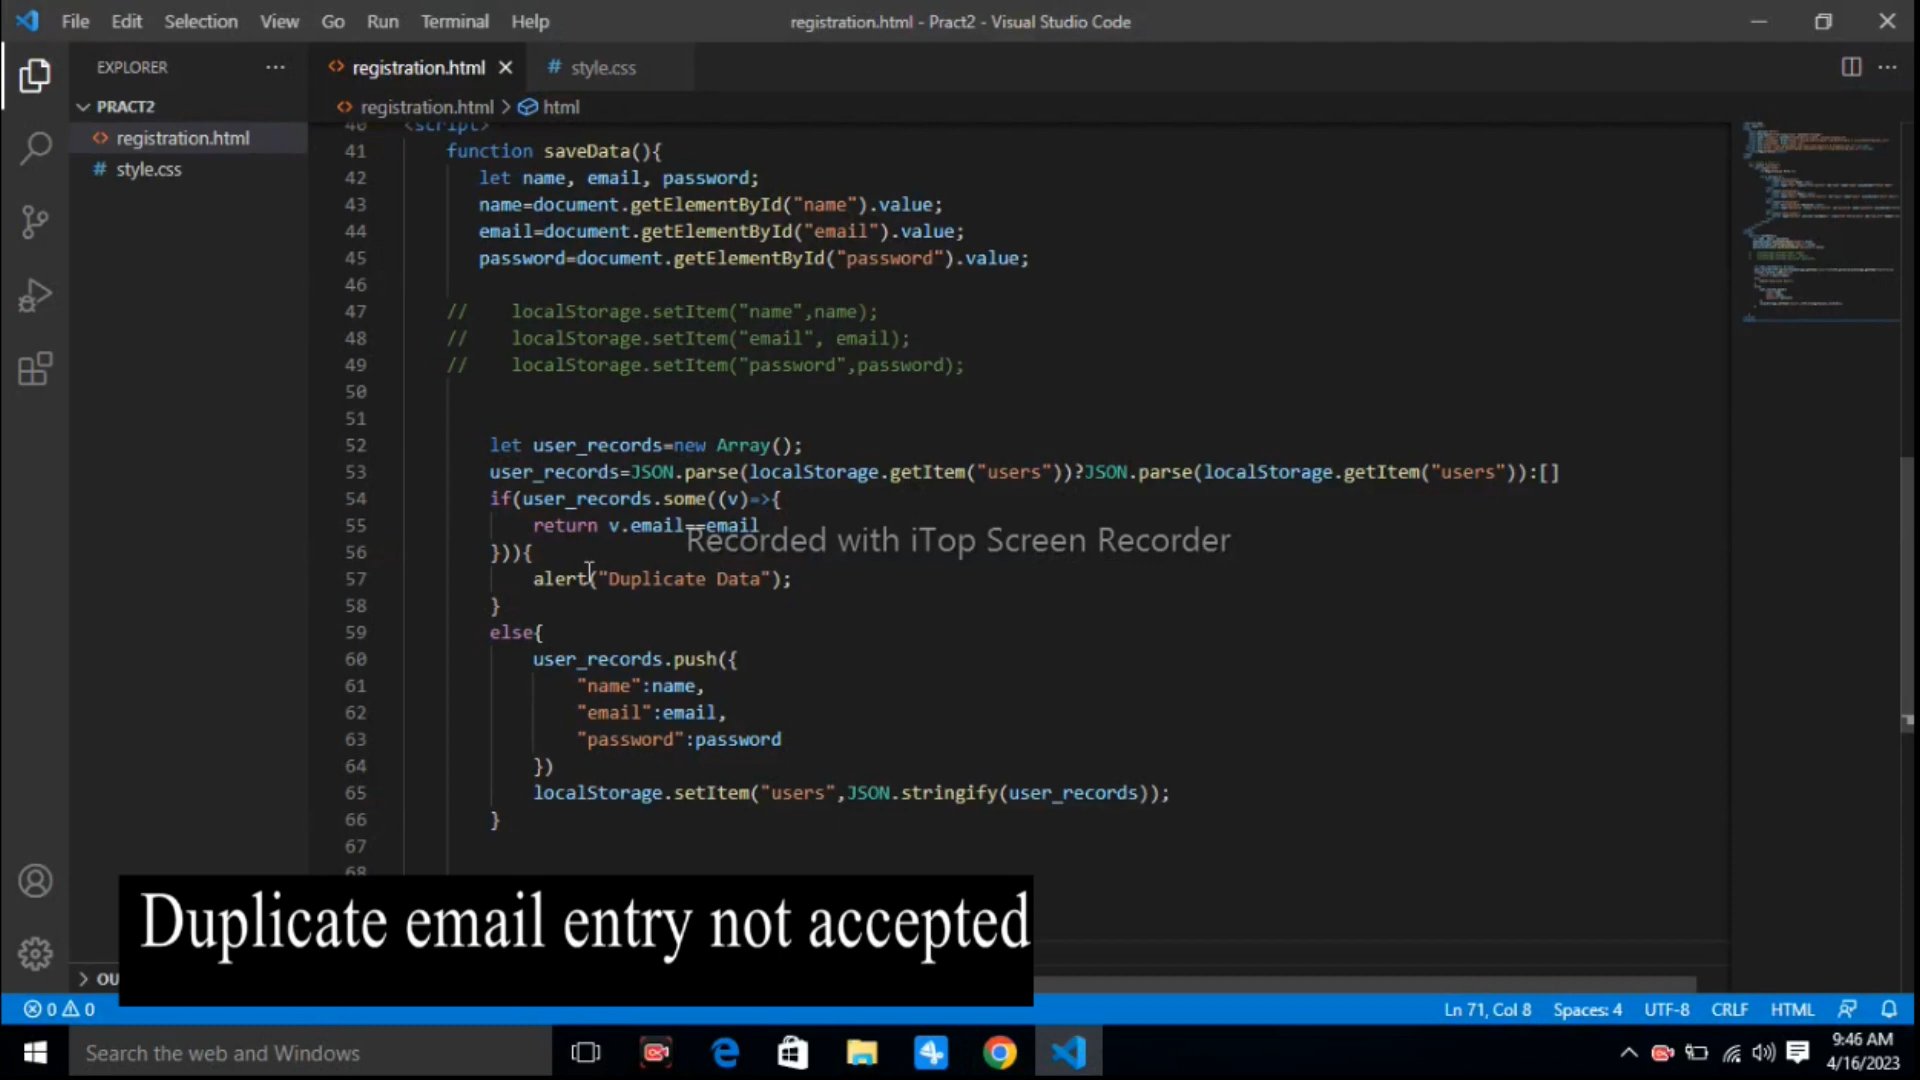 File Edit Selection View Go Run Terminal Help
registration.html - Pract2 - Visual Studio Code
EXPLORER
PRACT2
registration.html
style.css
registration.html
style.css
registration.html > html
40 <script>
41 function saveData(){
42 let name, email, password;
43 name=document.getElementById("name").value;
44 email=document.getElementById("email").value;
45 password=document.getElementById("password").value;
46
47 // localStorage.setItem("name",name);
48 // localStorage.setItem("email", email);
49 // localStorage.setItem("password",password);
50
51
52 let user_records=new Array();
53 user_records=JSON.parse(localStorage.getItem("users"))?JSON.parse(localStorage.getItem("users")):[]
54 if(user_records.some((v)=>{
55 return v.email==email
56 })){
57 alert("Duplicate Data");
58 }
59 else{
60 user_records.push({
61 "name":name,
62 "email":email,
63 "password":password
64 })
65 localStorage.setItem("users",JSON.stringify(user_records));
66 }
67
68
Recorded with iTop Screen Recorder
Duplicate email entry not accepted
OU
0 0
Ln 71, Col 8 Spaces: 4 UTF-8 CRLF HTML
Search the web and Windows
9:46 AM
4/16/2023